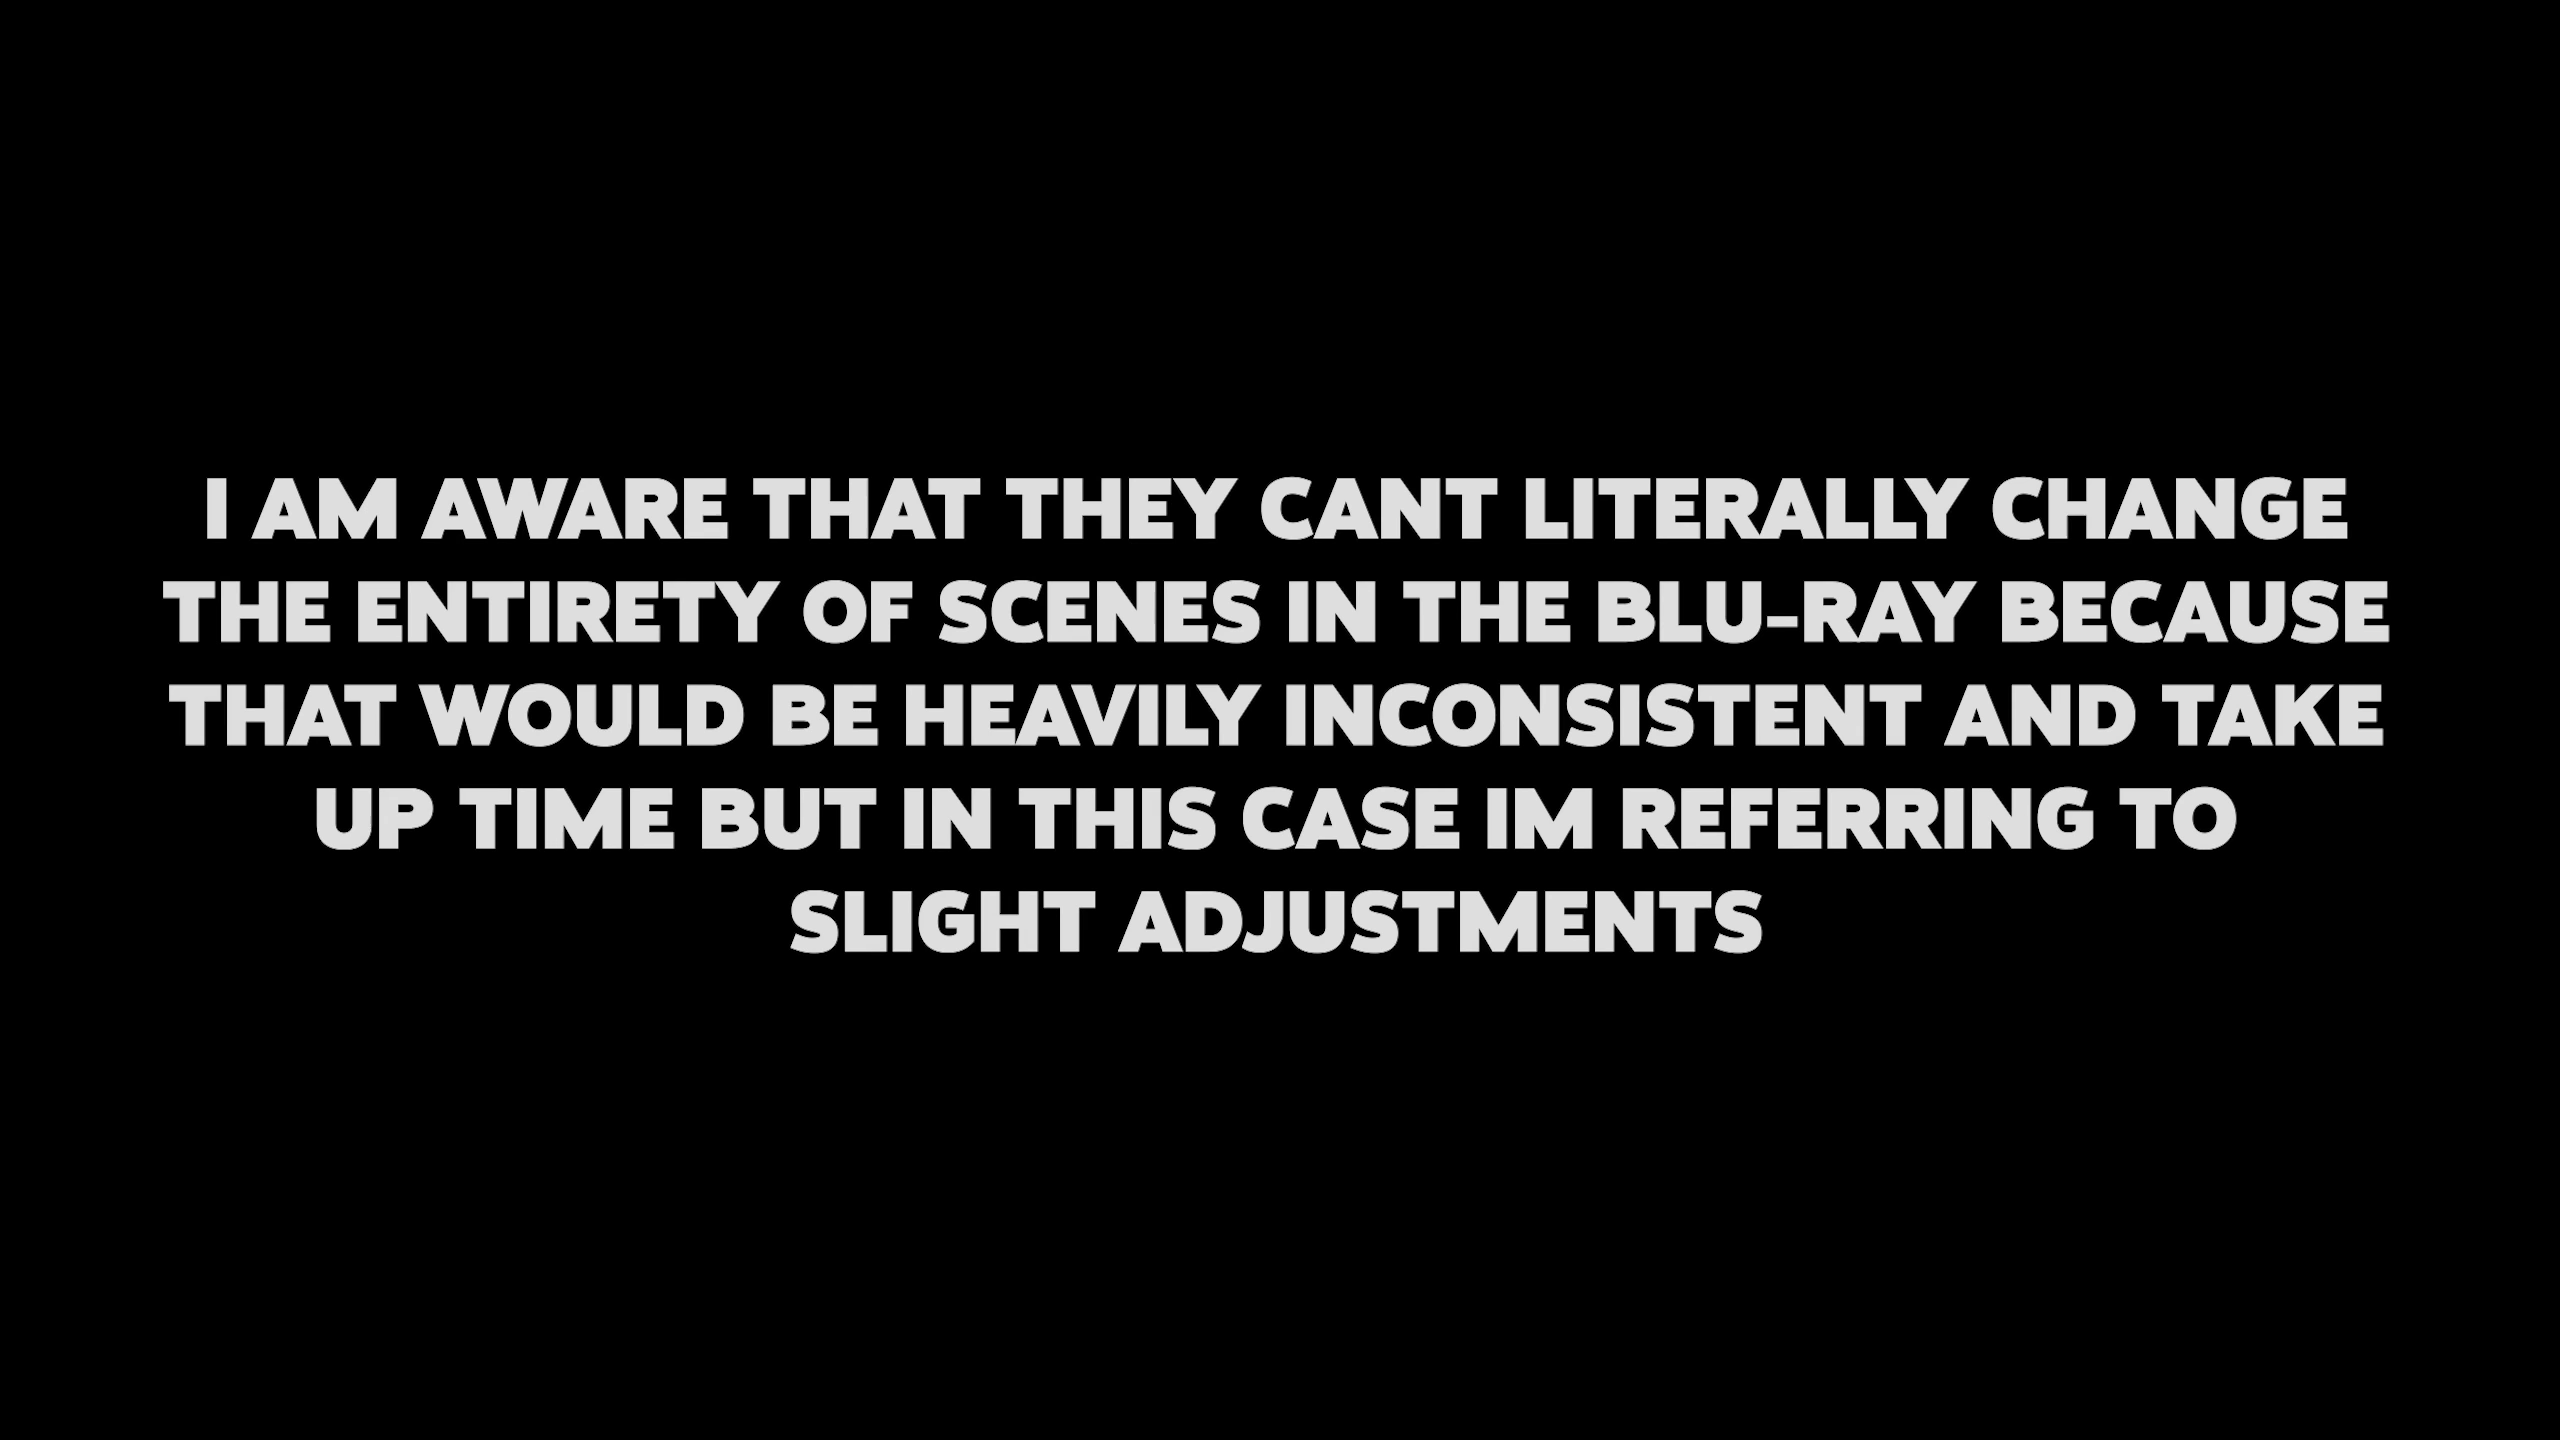 I AM AWARE THAT THEY CANT LITERALLY CHANGE
THE ENTIRETY OF SCENES IN THE BLU-RAY BECAUSE
THAT WOULD BE HEAVILY INCONSISTENT AND TAKE
UP TIME BUT IN THIS CASE IM REFERRING TO
SLIGHT ADJUSTMENTS